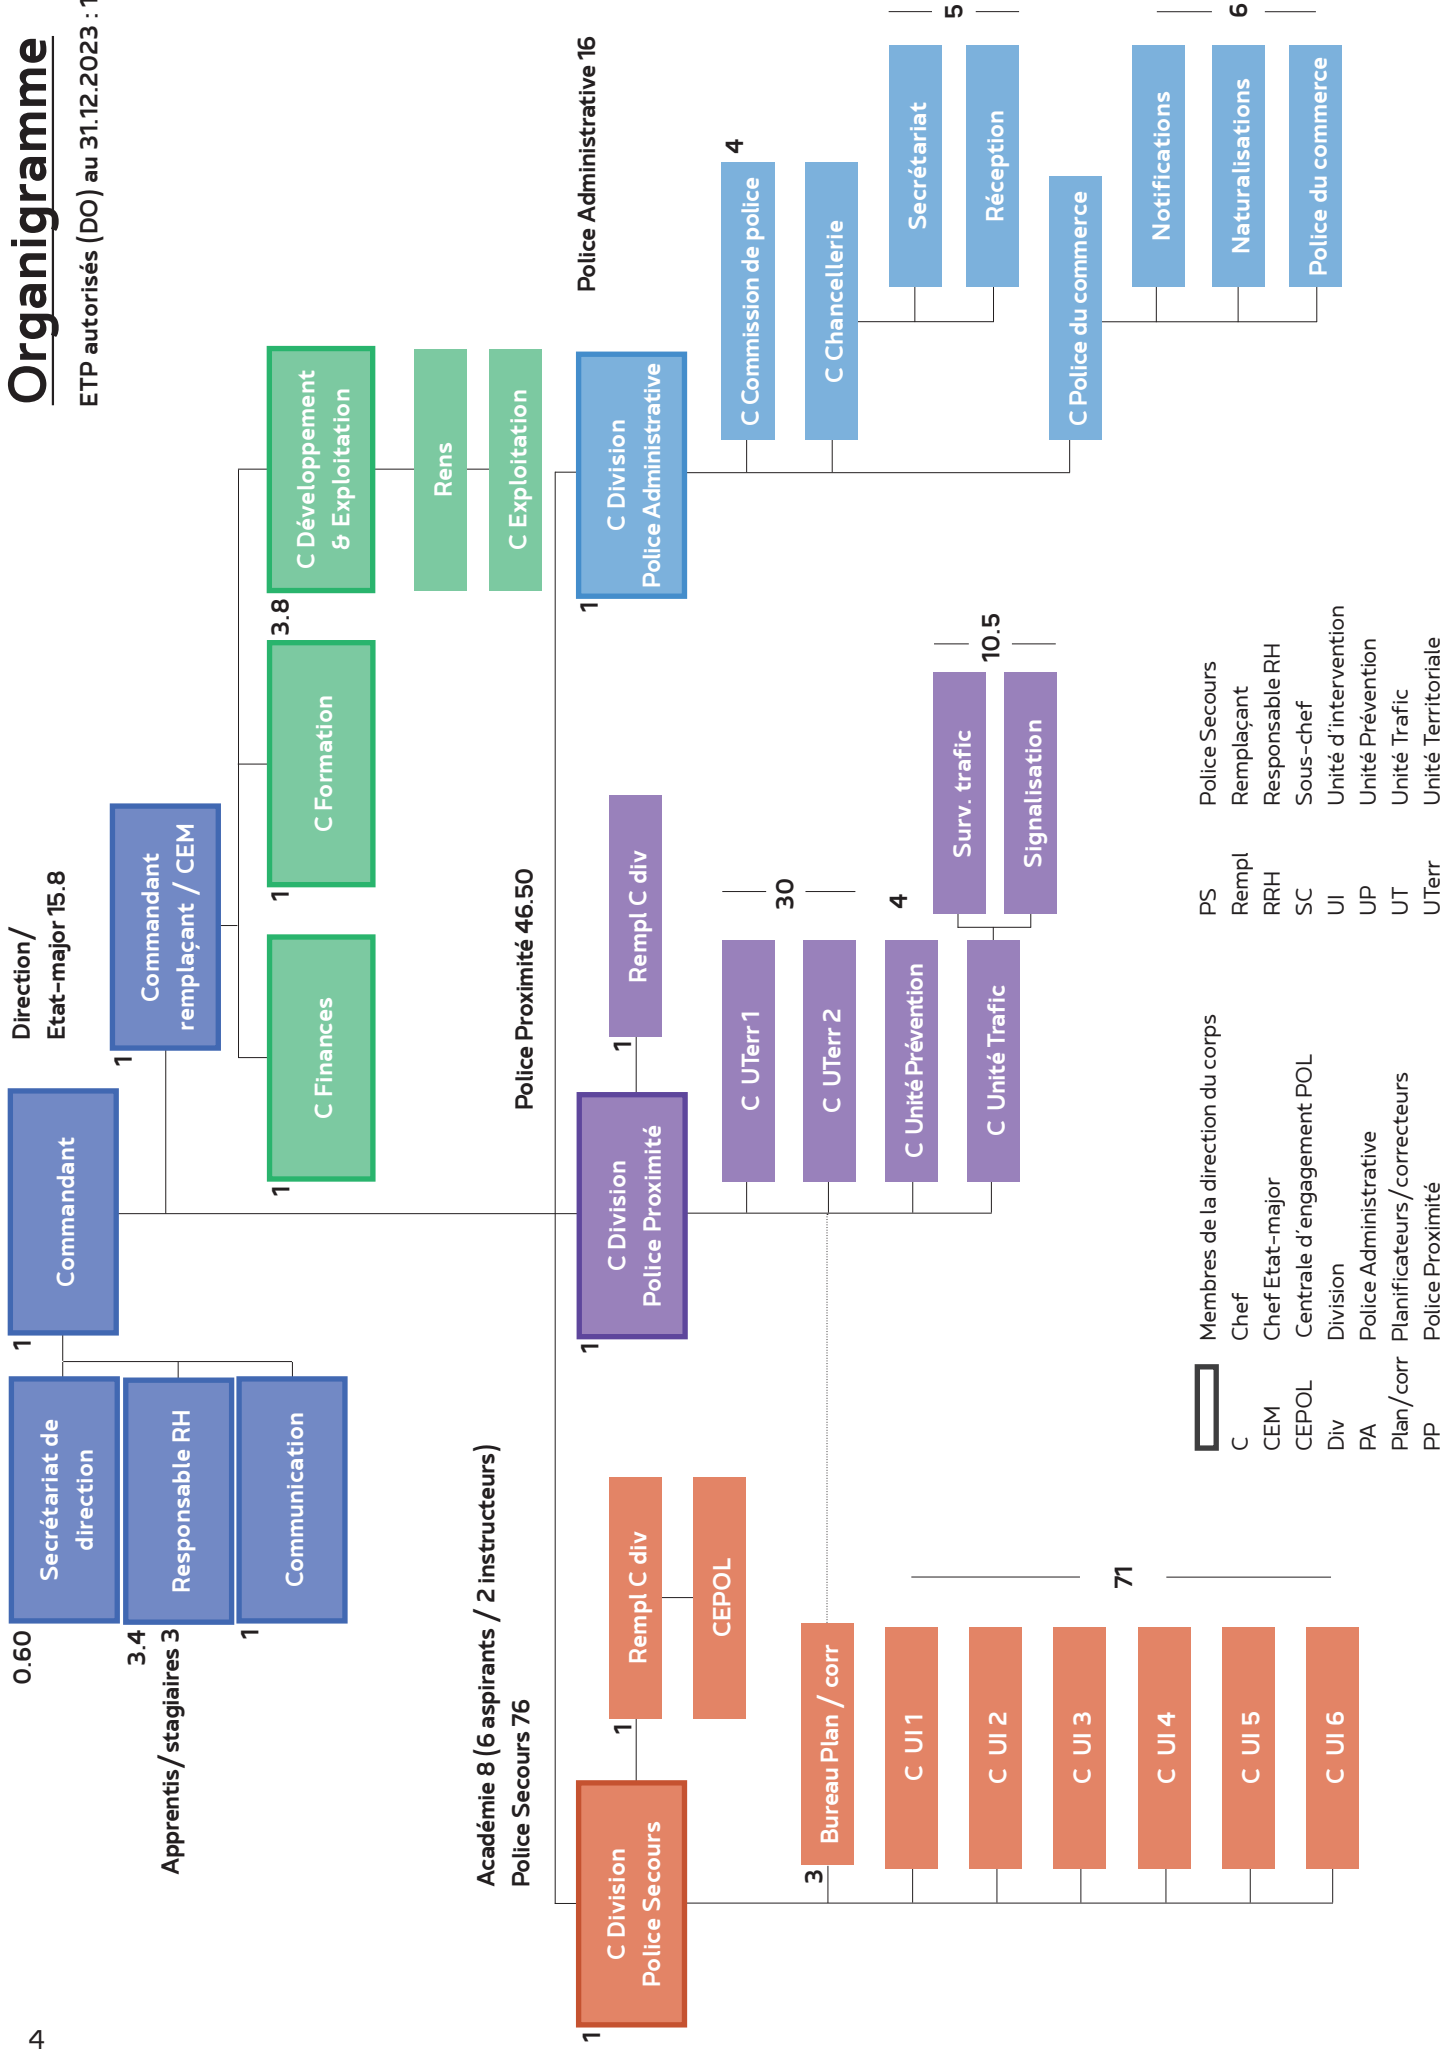 4
Organigramme
ETP autorisés (DO) au 31.12.2023 :
Direction/
Etat-major 15.8
0.60
Secrétariat de
direction
3.4
Apprentis/stagiaires 3
Responsable RH
1
Communication
1
Commandant
1
Commandant
remplaçant / CEM
1
C Finances
1
C Formation
3.8
C Développement
& Exploitation
Rens
C Exploitation
Académie 8 (6 aspirants / 2 instructeurs)
Police Secours 76
1
C Division
Police Secours
1
Rempl C div
CEPOL
3
Bureau Plan / corr
C UI 1
C UI 2
C UI 3
C UI 4
C UI 5
C UI 6
71
Police Proximité 46.50
1
C Division
Police Proximité
1
Rempl C div
C UTerr 1
C UTerr 2
30
C Unité Prévention
4
C Unité Trafic
Surv. trafic
Signalisation
10.5
Police Administrative 16
1
C Division
Police Administrative
C Commission de police
4
C Chancellerie
Secrétariat
Réception
5
C Police du commerce
Notifications
Naturalisations
Police du commerce
6
Membres de la direction du corps
C Chef
CEM Chef Etat-major
CEPOL Centrale d'engagement POL
Div Division
PA Police Administrative
Plan/corr Planificateurs/correcteurs
PP Police Proximité
PS Police Secours
Rempl Remplaçant
RRH Responsable RH
SC Sous-chef
UI Unité d'intervention
UP Unité Prévention
UT Unité Trafic
UTerr Unité Territoriale